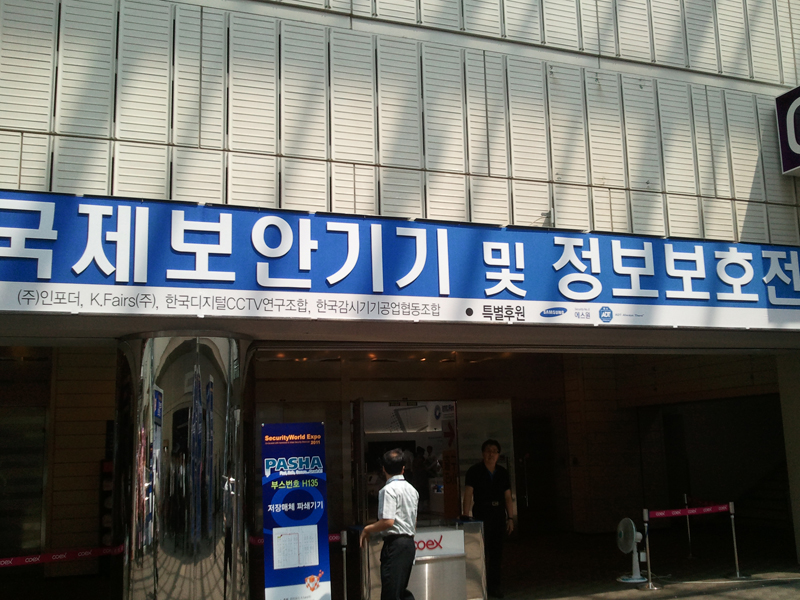 국제보안기기 및 정보보호전
(주)인포더, K.Fairs(주), 한국디지털CCTV연구조합, 한국감시기기공업협동조합
● 특별후원 SAMSUNG 에스원 ADT
SecurityWorld Expo
2011
PASHA
부스번호 H135
저장매체 파쇄기기
coex
coex